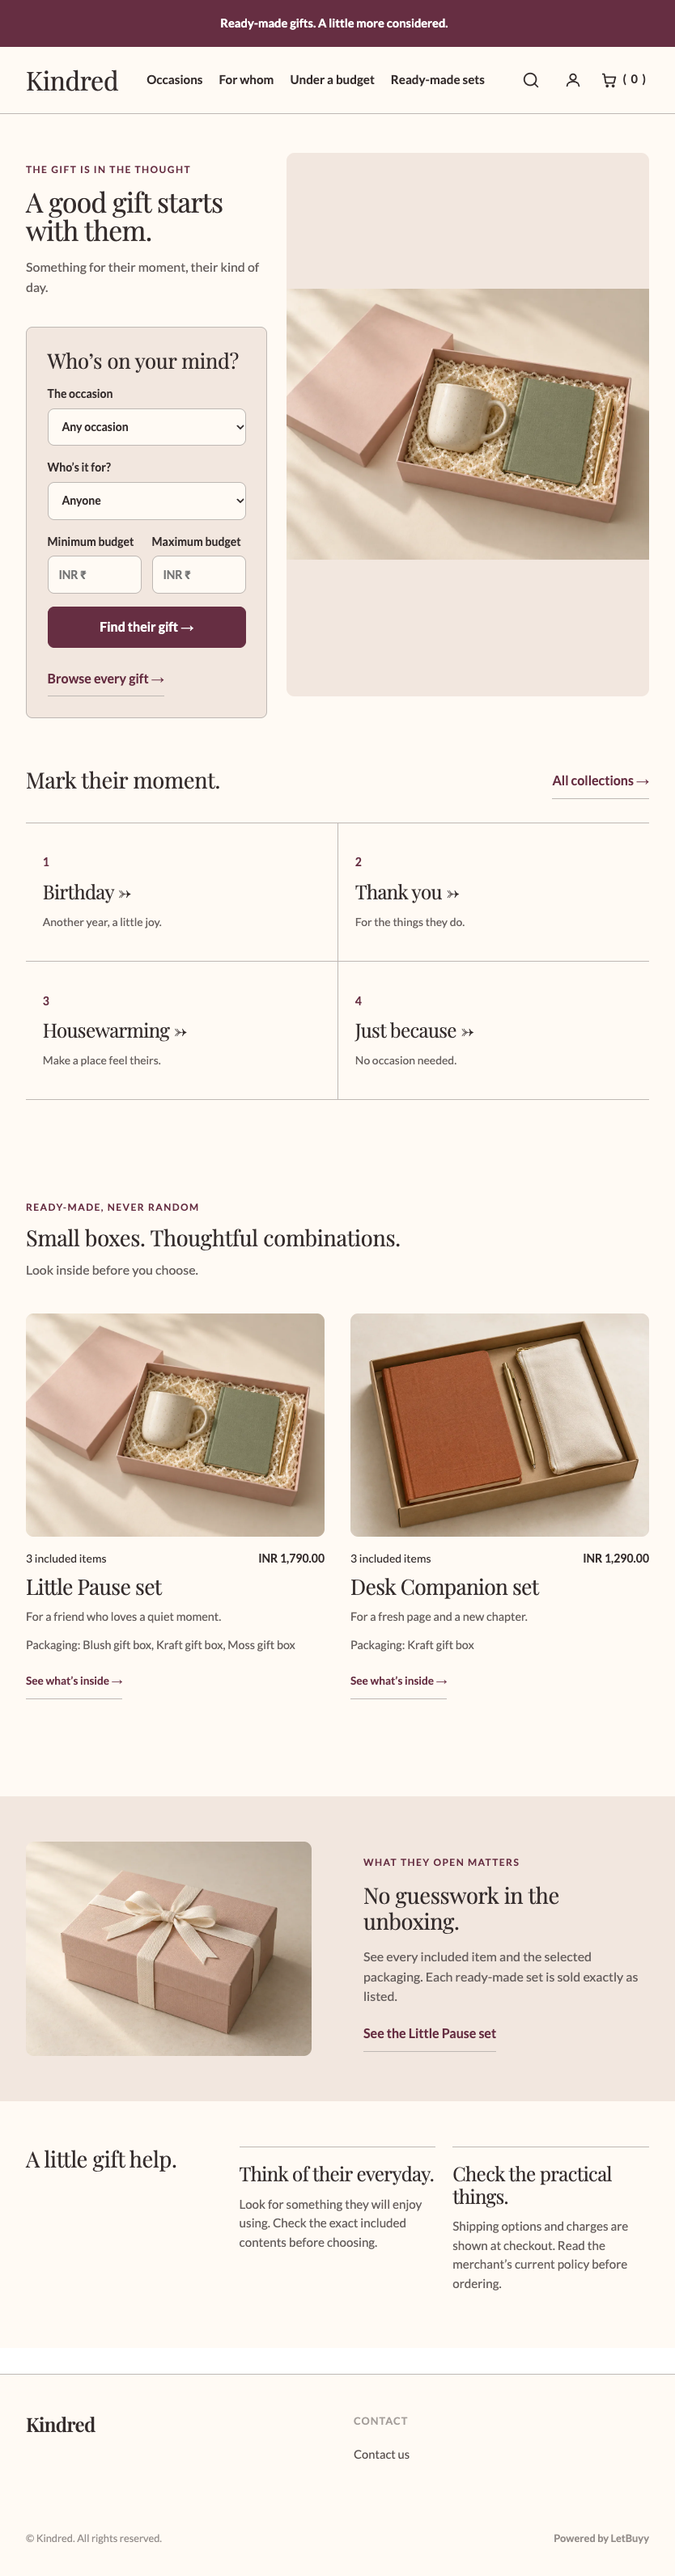 Ready-made gifts. A little more considered.
Kindred
Occasions
For whom
Under a budget
Ready-made sets
( 0 )
THE GIFT IS IN THE THOUGHT
A good gift starts
with them.
Something for their moment, their kind of
day.
Who’s on your mind?
The occasion
Any occasion
Who’s it for?
Anyone
Minimum budget
Maximum budget
INR ₹
INR ₹
Find their gift →
Browse every gift →
Mark their moment.
All collections →
1
Birthday →
Another year, a little joy.
2
Thank you →
For the things they do.
3
Housewarming →
Make a place feel theirs.
4
Just because →
No occasion needed.
READY-MADE, NEVER RANDOM
Small boxes. Thoughtful combinations.
Look inside before you choose.
3 included items
INR 1,790.00
Little Pause set
For a friend who loves a quiet moment.
Packaging: Blush gift box, Kraft gift box, Moss gift box
See what’s inside →
3 included items
INR 1,290.00
Desk Companion set
For a fresh page and a new chapter.
Packaging: Kraft gift box
See what’s inside →
WHAT THEY OPEN MATTERS
No guesswork in the
unboxing.
See every included item and the selected
packaging. Each ready-made set is sold exactly as
listed.
See the Little Pause set
A little gift help.
Think of their everyday.
Look for something they will enjoy
using. Check the exact included
contents before choosing.
Check the practical
things.
Shipping options and charges are
shown at checkout. Read the
merchant’s current policy before
ordering.
Kindred
CONTACT
Contact us
© Kindred. All rights reserved.
Powered by LetBuyy